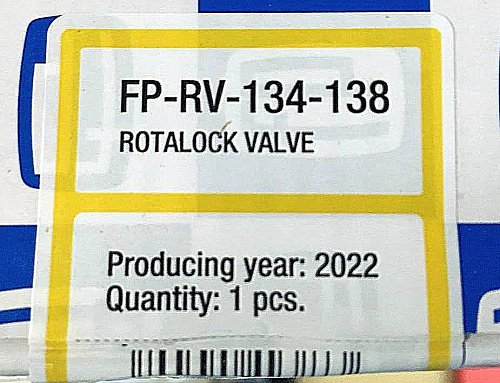 FP-RV-134-138
ROTALOCK VALVE
Producing year: 2022
Quantity: 1 pcs.